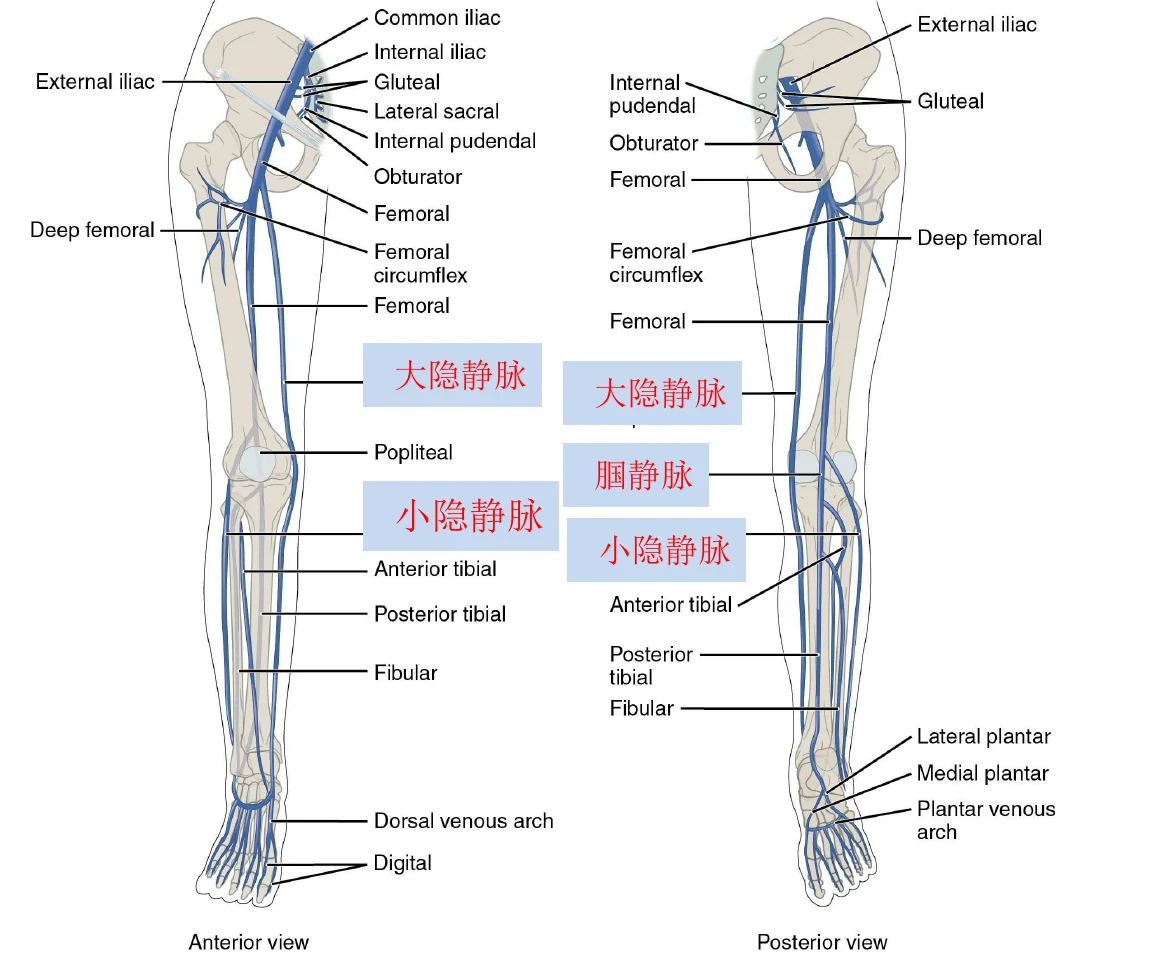 Common iliac
Internal iliac
External iliac
Gluteal
Lateral sacral
Internal pudendal
Obturator
Femoral
Deep femoral
Femoral
circumflex
Femoral
大隐静脉
Popliteal
小隐静脉
Anterior tibial
Posterior tibial
Fibular
Dorsal venous arch
Digital
Anterior view
External iliac
Internal
pudendal
Gluteal
Obturator
Femoral
Femoral
circumflex
Deep femoral
Femoral
大隐静脉
腘静脉
小隐静脉
Anterior tibial
Posterior
tibial
Fibular
Lateral plantar
Medial plantar
Plantar venous
arch
Posterior view